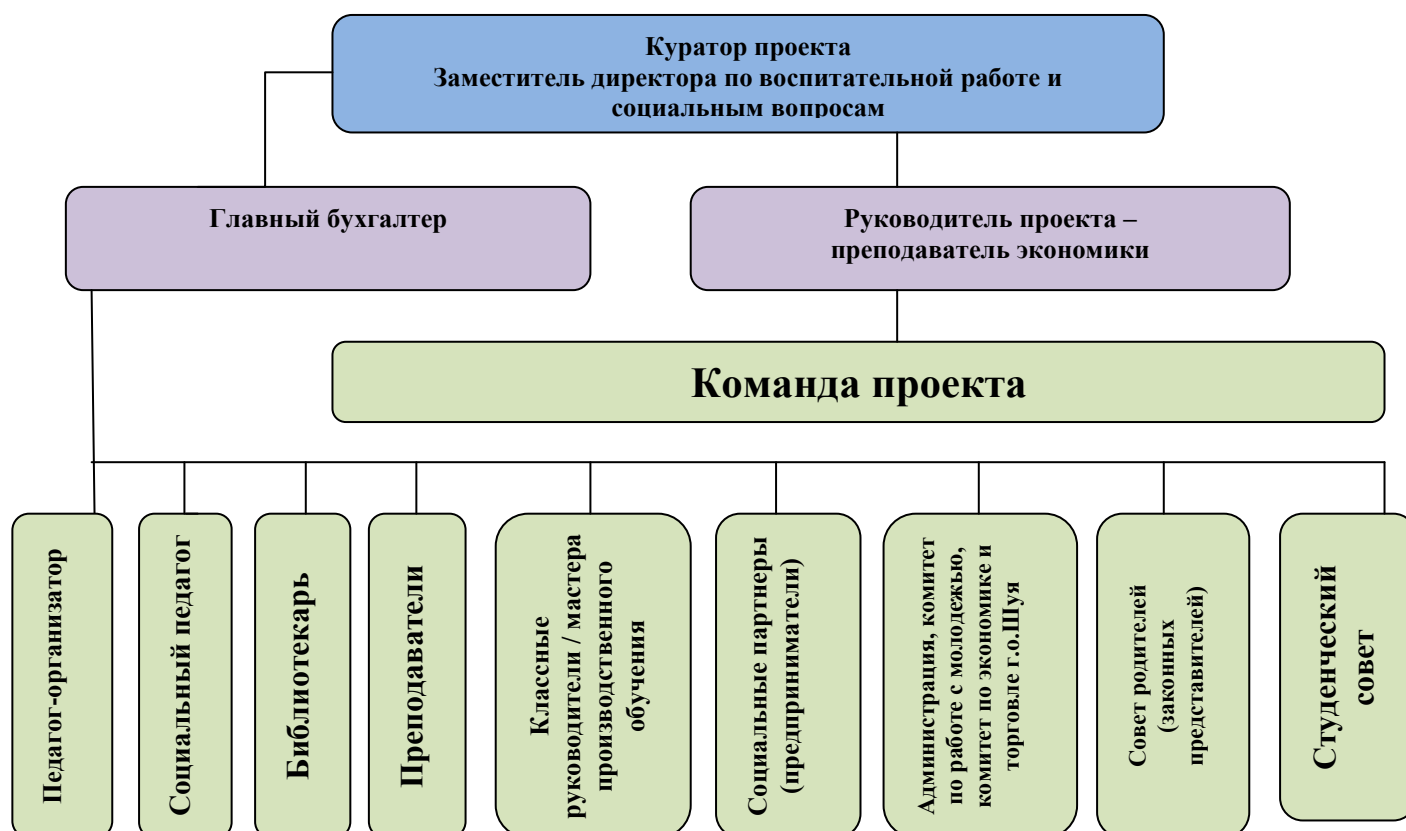 Куратор проекта
Заместитель директора по воспитательной работе и
социальным вопросам
Главный бухгалтер
Руководитель проекта –
преподаватель экономики
Команда проекта
Педагог-организатор
Социальный педагог
Библиотекарь
Преподаватели
Классные
руководители / мастера
производственного
обучения
Социальные партнеры
(предприниматели)
Администрация, комитет
по работе с молодежью,
комитет по экономике и
торговле г.о.Шуя
Совет родителей
(законных
представителей)
Студенческий
совет